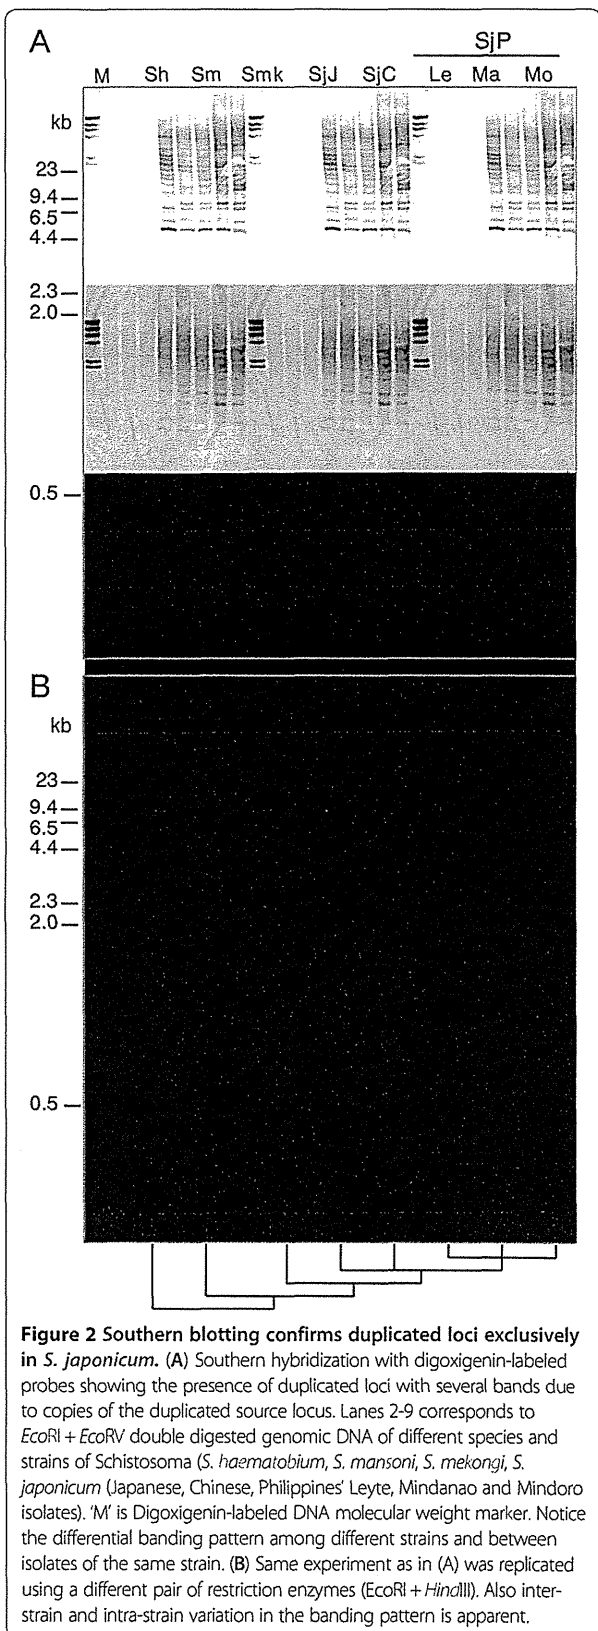 A
SjP
M Sh Sm Smk SjJ SjC Le Ma Mo
kb
23
9.4
6.5
4.4
2.3
2.0
0.5
B
kb
23
9.4
6.5
4.4
2.3
2.0
0.5
Figure 2 Southern blotting confirms duplicated loci exclusively
in S. japonicum. (A) Southern hybridization with digoxigenin-labeled
probes showing the presence of duplicated loci with several bands due
to copies of the duplicated source locus. Lanes 2-9 corresponds to
EcoRI + EcoRV double digested genomic DNA of different species and
strains of Schistosoma (S. haematobium, S. mansoni, S. mekongi, S.
japonicum (Japanese, Chinese, Philippines' Leyte, Mindanao and Mindoro
isolates). 'M' is Digoxigenin-labeled DNA molecular weight marker. Notice
the differential banding pattern among different strains and between
isolates of the same strain. (B) Same experiment as in (A) was replicated
using a different pair of restriction enzymes (EcoRI + HindIII). Also inter-
strain and intra-strain variation in the banding pattern is apparent.